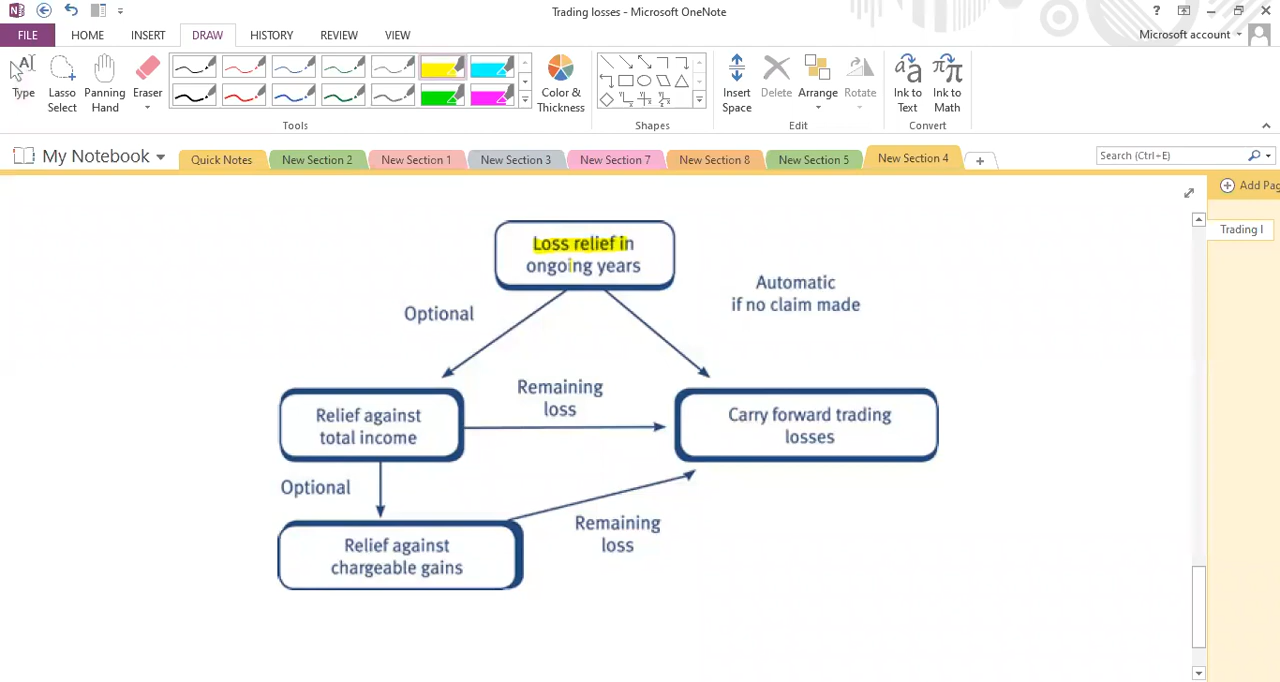 Trading losses - Microsoft OneNote
?
FILE
HOME
INSERT
DRAW
HISTORY
REVIEW
VIEW
Microsoft account
Type
Lasso
Select
Panning
Hand
Eraser
Color &
Thickness
Insert
Space
Delete
Arrange
Rotate
Ink to
Text
Ink to
Math
Tools
Shapes
Edit
Convert
My Notebook
Quick Notes
New Section 2
New Section 1
New Section 3
New Section 7
New Section 8
New Section 5
New Section 4
Search (Ctrl+E)
Add Pag
Trading l
Loss relief in
ongoing years
Optional
Automatic
if no claim made
Relief against
total income
Remaining
loss
Carry forward trading
losses
Optional
Relief against
chargeable gains
Remaining
loss